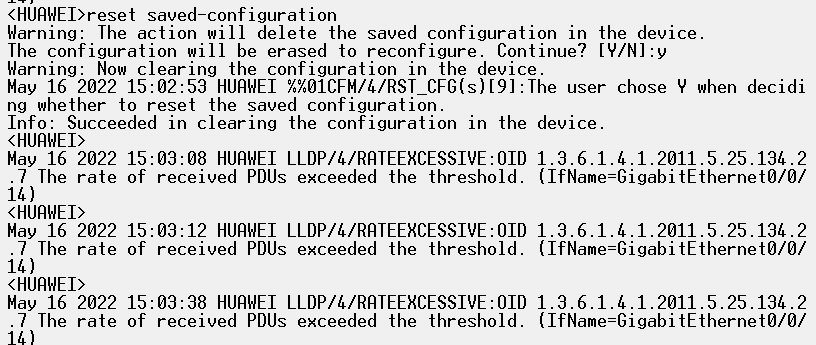 14)
<HUAWEI>reset saved-configuration
Warning: The action will delete the saved configuration in the device.
The configuration will be erased to reconfigure. Continue? [Y/N]:y
Warning: Now clearing the configuration in the device.
May 16 2022 15:02:53 HUAWEI %%01CFM/4/RST_CFG(s)[9]:The user chose Y when decidi
ng whether to reset the saved configuration.
Info: Succeeded in clearing the configuration in the device.
<HUAWEI>
May 16 2022 15:03:08 HUAWEI LLDP/4/RATEEXCESSIVE:OID 1.3.6.1.4.1.2011.5.25.134.2
.7 The rate of received PDUs exceeded the threshold. (IfName=GigabitEthernet0/0/
14)
<HUAWEI>
May 16 2022 15:03:12 HUAWEI LLDP/4/RATEEXCESSIVE:OID 1.3.6.1.4.1.2011.5.25.134.2
.7 The rate of received PDUs exceeded the threshold. (IfName=GigabitEthernet0/0/
14)
<HUAWEI>
May 16 2022 15:03:38 HUAWEI LLDP/4/RATEEXCESSIVE:OID 1.3.6.1.4.1.2011.5.25.134.2
.7 The rate of received PDUs exceeded the threshold. (IfName=GigabitEthernet0/0/
14)